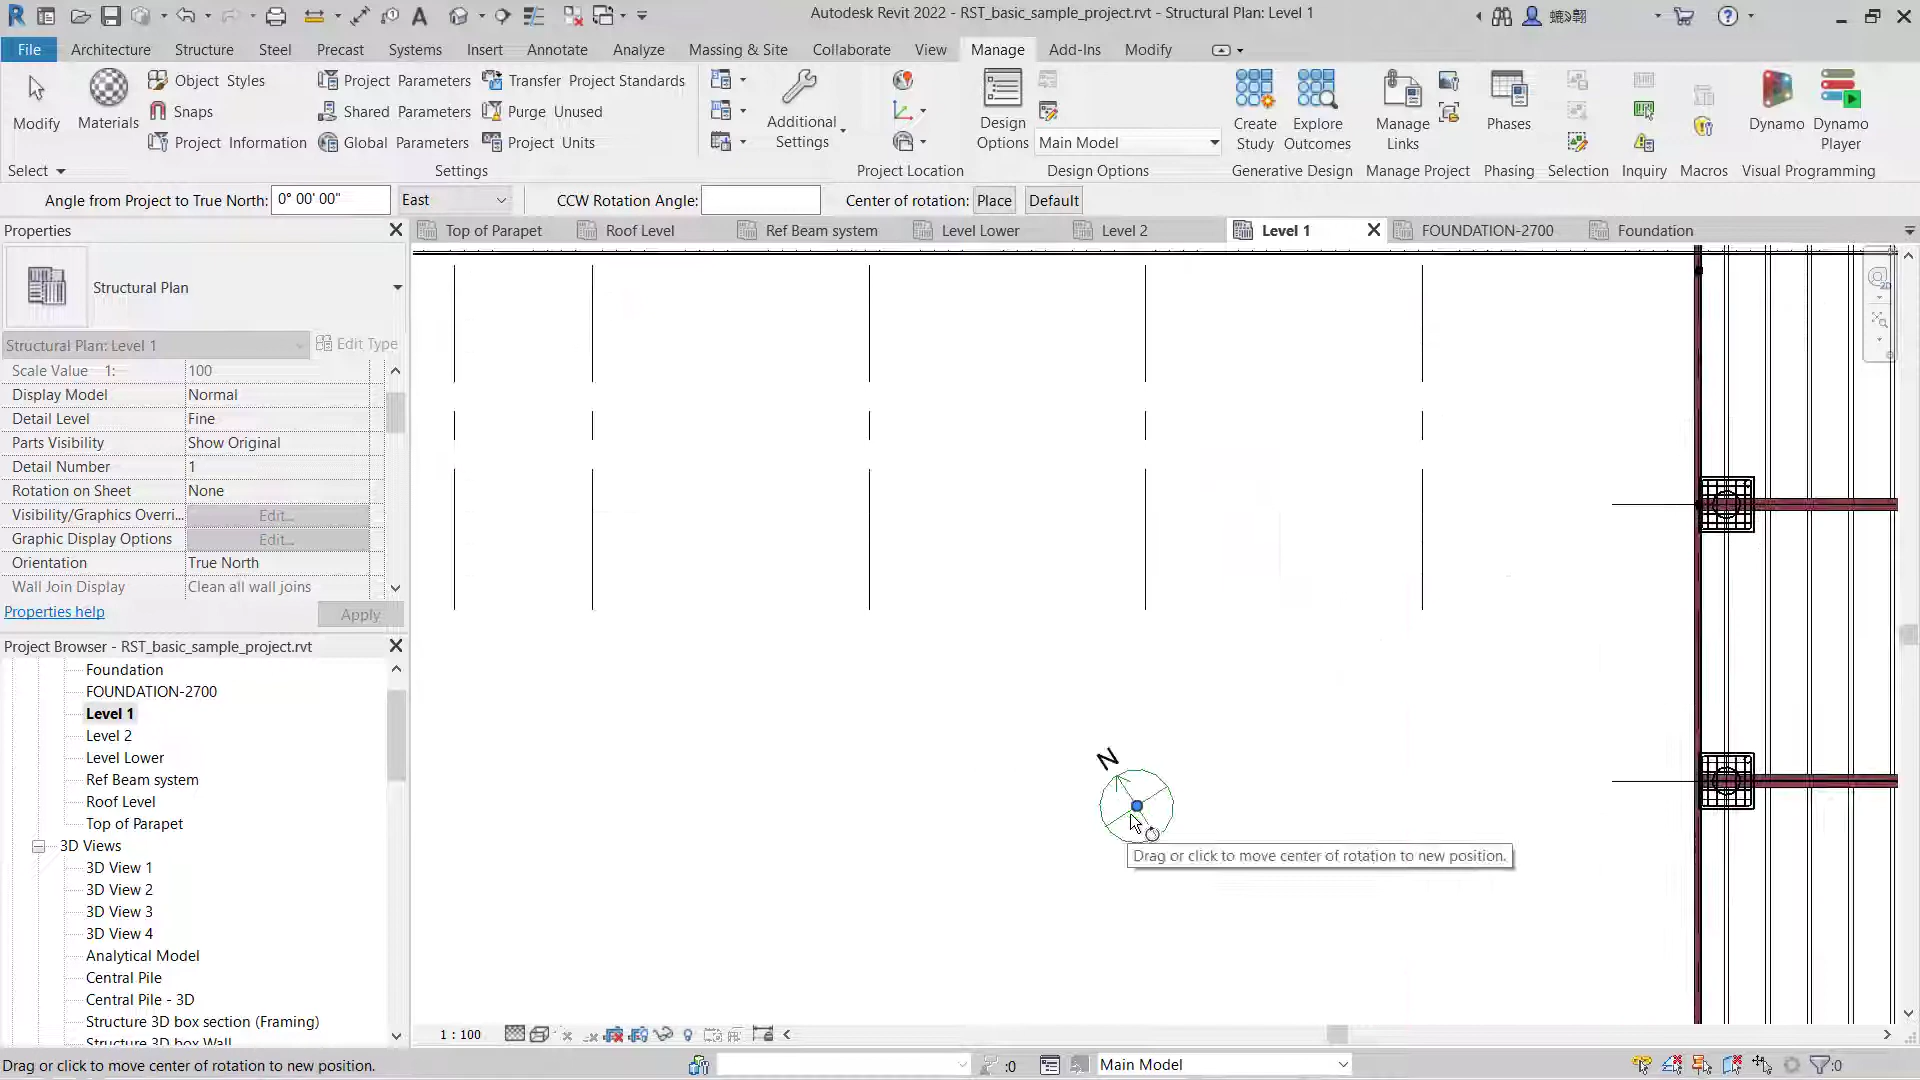 Autodesk Revit 2022 - RST_basic_sample_project.rvt - Structural Plan: Level 1
File Architecture Structure Steel Precast Systems Insert Annotate Analyze Massing & Site Collaborate View Manage Add-Ins Modify
Modify
Materials
Object Styles
Snaps
Project Information
Project Parameters
Shared Parameters
Global Parameters
Transfer Project Standards
Purge Unused
Project Units
Additional Settings
Design Options
Main Model
Create Study
Explore Outcomes
Manage Links
Phases
Dynamo
Dynamo Player
Select Settings Project Location Design Options Generative Design Manage Project Phasing Selection Inquiry Macros Visual Programming
Angle from Project to True North: 0° 00' 00" East CCW Rotation Angle: Center of rotation: Place Default
Properties
Top of Parapet Roof Level Ref Beam system Level Lower Level 2 Level 1 FOUNDATION-2700 Foundation
Structural Plan
Structural Plan: Level 1 Edit Type
Scale Value 1: 100
Display Model Normal
Detail Level Fine
Parts Visibility Show Original
Detail Number 1
Rotation on Sheet None
Visibility/Graphics Overri... Edit...
Graphic Display Options Edit...
Orientation True North
Wall Join Display Clean all wall joins
Properties help Apply
Project Browser - RST_basic_sample_project.rvt
Foundation
FOUNDATION-2700
Level 1
Level 2
Level Lower
Ref Beam system
Roof Level
Top of Parapet
3D Views
3D View 1
3D View 2
3D View 3
3D View 4
Analytical Model
Central Pile
Central Pile - 3D
Structure 3D box section (Framing)
Structure 3D box Wall
N
Drag or click to move center of rotation to new position.
1 : 100
Drag or click to move center of rotation to new position.
:0
Main Model
:0